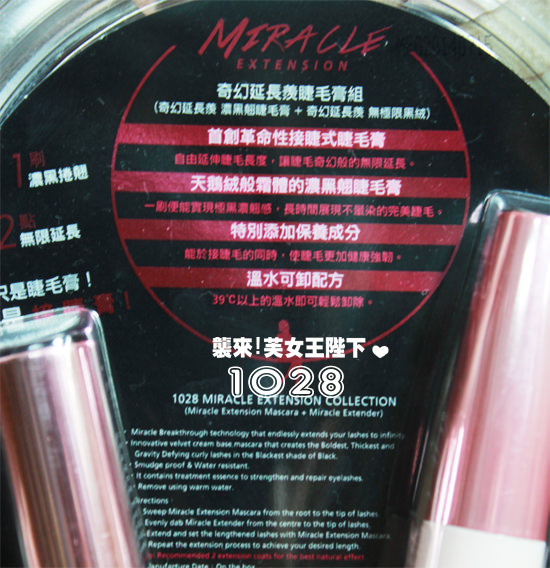 MIRACLE
EXTENSION
奇幻延長羨睫毛膏組
(奇幻延長羨 濃黑翹睫毛膏 + 奇幻延長羨 無極限黑絨)
首創革命性接睫式睫毛膏
自由延伸睫毛長度，讓睫毛奇幻般的無限延長。
天鵝絨般霜體的濃黑翹睫毛膏
一刷便能實現極黑濃翹感，長時間展現不暈染的完美睫毛。
特別添加保養成分
能於接睫毛的同時，使睫毛更加健康強韌。
溫水可卸配方
39℃以上的溫水即可輕鬆卸除。
1刷
濃黑捲翹
2點
無限延長
只是睫毛膏！
襲來!美女王陛下
1028
1028 MIRACLE EXTENSION COLLECTION
(Miracle Extension Mascara + Miracle Extender)
· Miracle Breakthrough technology that endlessly extends your lashes to infinity
· Innovative velvet cream base mascara that creates the Boldest, Thickest and
Gravity Defying curly lashes in the Blackest shade of Black.
· Smudge proof & Water resistant.
· It contains treatment essence to strengthen and repair eyelashes.
· Remove using warm water.
Directions :
Sweep Miracle Extension Mascara from the root to the tip of lashes
Evenly dab Miracle Extender from the centre to the tip of lashes
Extend and set the lengthened lashes with Miracle Extension Mascara
Repeat the extension process to achieve your desired length.
Recommended 2 extension coats for the best natural effect
Manufacture Date : On the box